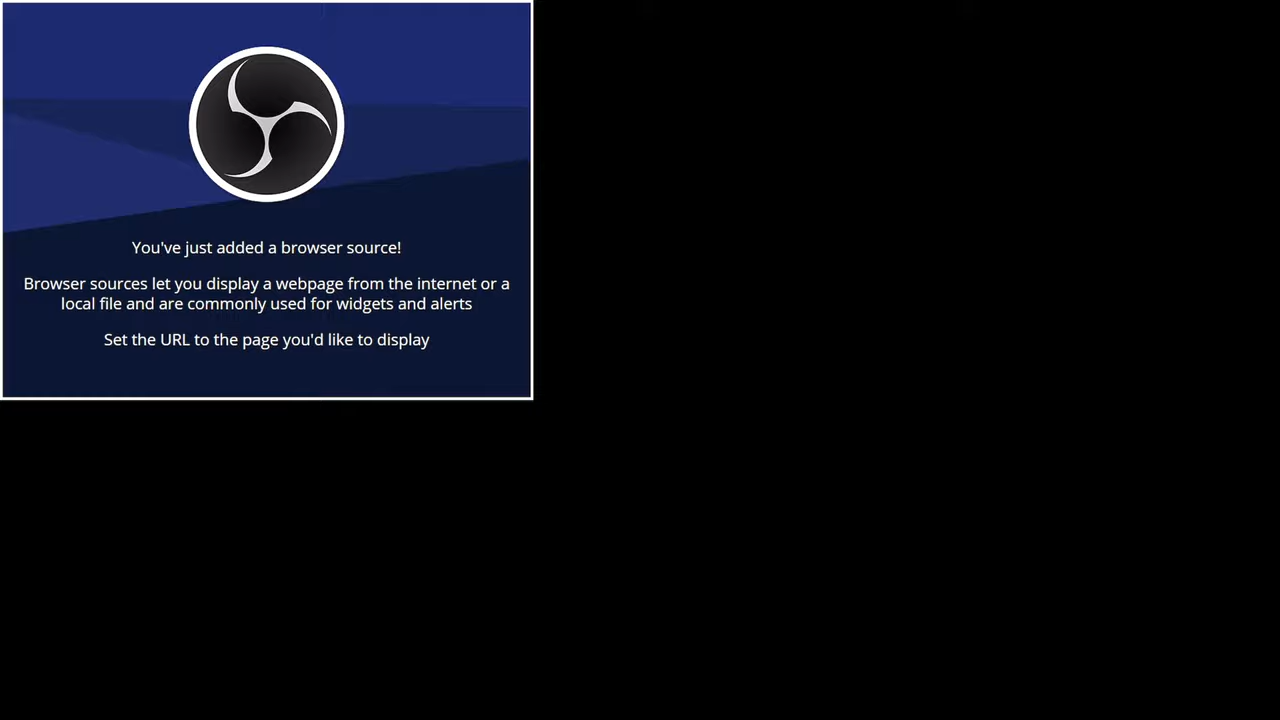 You've just added a browser source!
Browser sources let you display a webpage from the internet or a
local file and are commonly used for widgets and alerts
Set the URL to the page you'd like to display